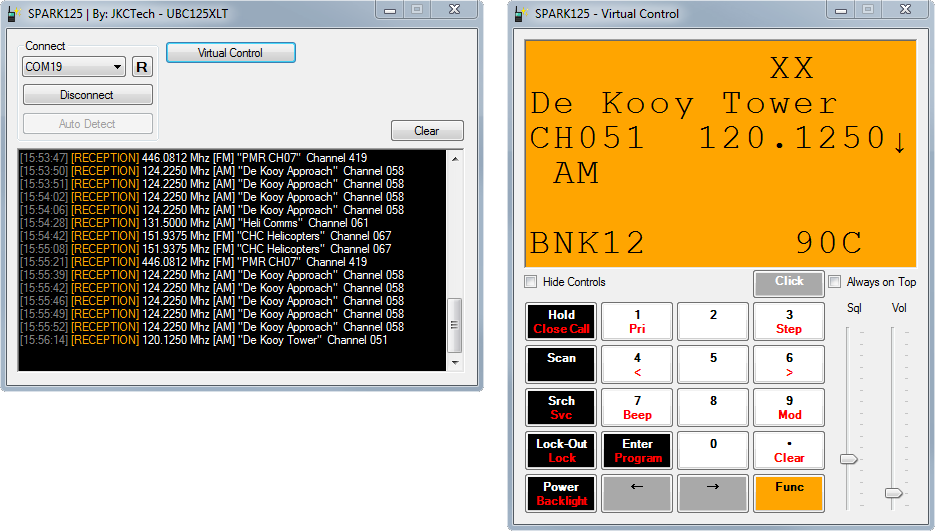 SPARK125 | By: JKCTech - UBC125XLT
Connect
COM19
R
Virtual Control
Disconnect
Auto Detect
Clear
[15:53:47] [RECEPTION] 446.0812 Mhz [FM] "PMR CH07" Channel 419
[15:53:50] [RECEPTION] 124.2250 Mhz [AM] "De Kooy Approach" Channel 058
[15:53:51] [RECEPTION] 124.2250 Mhz [AM] "De Kooy Approach" Channel 058
[15:54:02] [RECEPTION] 124.2250 Mhz [AM] "De Kooy Approach" Channel 058
[15:54:06] [RECEPTION] 124.2250 Mhz [AM] "De Kooy Approach" Channel 058
[15:54:28] [RECEPTION] 131.5000 Mhz [AM] "Heli Comms" Channel 061
[15:54:42] [RECEPTION] 151.9375 Mhz [FM] "CHC Helicopters" Channel 067
[15:55:08] [RECEPTION] 151.9375 Mhz [FM] "CHC Helicopters" Channel 067
[15:55:21] [RECEPTION] 446.0812 Mhz [FM] "PMR CH07" Channel 419
[15:55:39] [RECEPTION] 124.2250 Mhz [AM] "De Kooy Approach" Channel 058
[15:55:42] [RECEPTION] 124.2250 Mhz [AM] "De Kooy Approach" Channel 058
[15:55:46] [RECEPTION] 124.2250 Mhz [AM] "De Kooy Approach" Channel 058
[15:55:49] [RECEPTION] 124.2250 Mhz [AM] "De Kooy Approach" Channel 058
[15:55:52] [RECEPTION] 124.2250 Mhz [AM] "De Kooy Approach" Channel 058
[15:56:14] [RECEPTION] 120.1250 Mhz [AM] "De Kooy Tower" Channel 051
SPARK125 - Virtual Control
XX
De Kooy Tower
CH051 120.1250↓
AM
BNK12 90C
Hide Controls
Click
Always on Top
Hold
Close Call
1
Pri
2
3
Step
Sql
Vol
Scan
4
<
5
6
>
Srch
Svc
7
Beep
8
9
Mod
Lock-Out
Lock
Enter
Program
0
•
Clear
Power
Backlight
←
→
Func